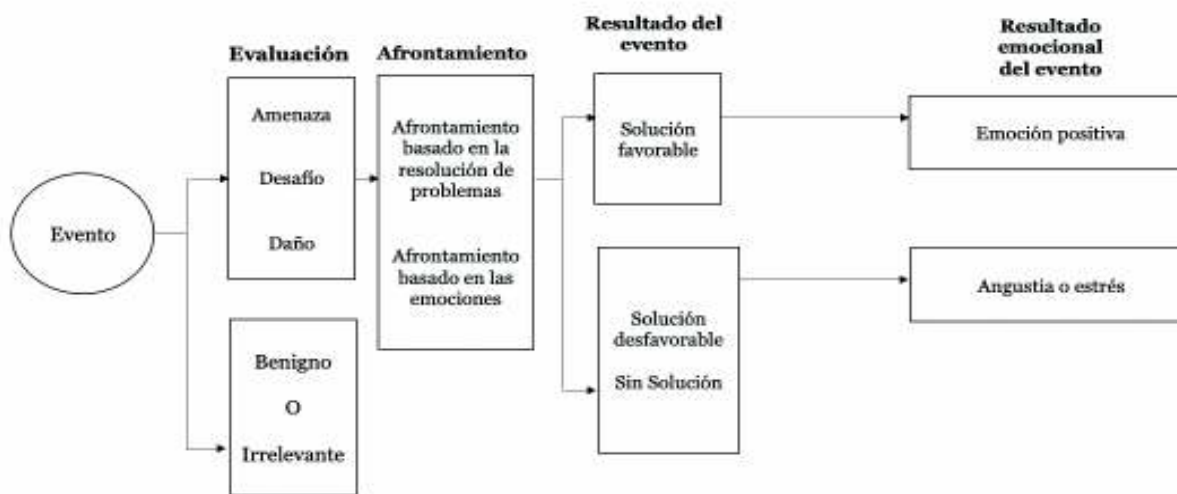 Evaluación
Afrontamiento
Resultado del
evento
Resultado
emocional
del evento
Evento
Amenaza
Desafío
Daño
Benigno
O
Irrelevante
Afrontamiento
basado en la
resolución de
problemas
Afrontamiento
basado en las
emociones
Solución
favorable
Solución
desfavorable
Sin Solución
Emoción positiva
Angustia o estrés